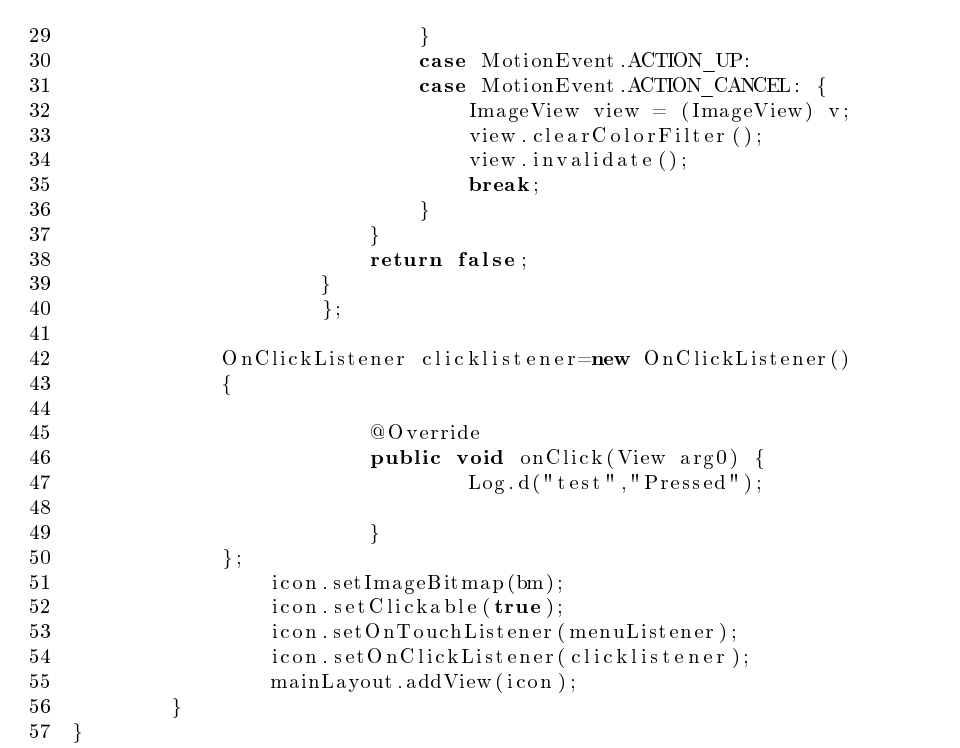 29 }
30 case MotionEvent.ACTION_UP:
31 case MotionEvent.ACTION_CANCEL: {
32 ImageView view = (ImageView) v;
33 view.clearColorFilter();
34 view.invalidate();
35 break;
36 }
37 }
38 return false;
39 }
40 };
41
42 OnClickListener clicklistener=new OnClickListener()
43 {
44
45 @Override
46 public void onClick(View arg0) {
47 Log.d("test","Pressed");
48
49 }
50 };
51 icon.setImageBitmap(bm);
52 icon.setClickable(true);
53 icon.setOnTouchListener(menuListener);
54 icon.setOnClickListener(clicklistener);
55 mainLayout.addView(icon);
56 }
57 }